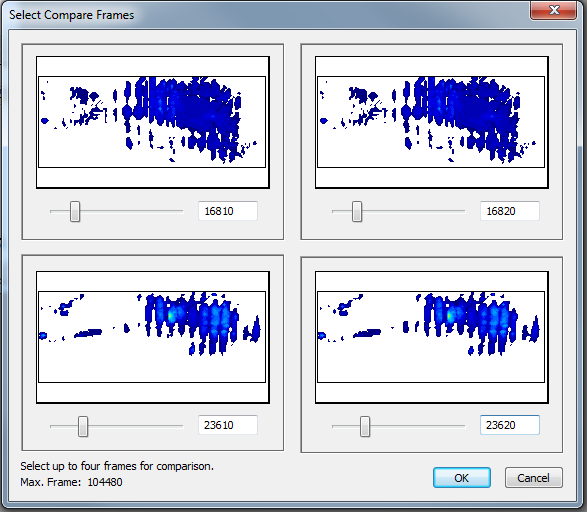 Select Compare Frames
16810
16820
23610
23620
Select up to four frames for comparison.
Max. Frame: 104480
OK
Cancel